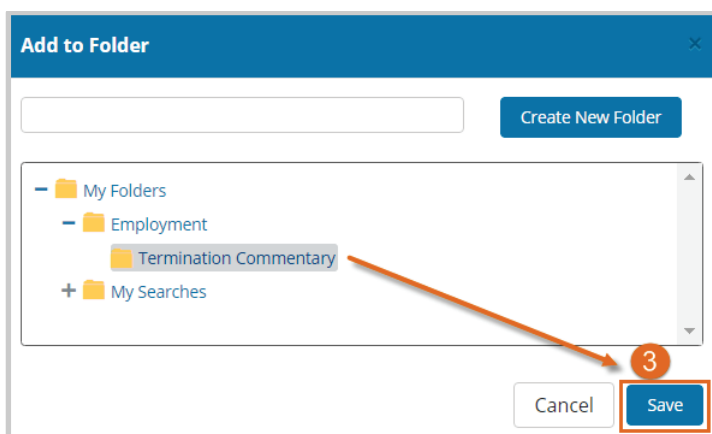 Add to Folder ×
Create New Folder
My Folders
Employment
Termination Commentary
My Searches
3
Cancel Save